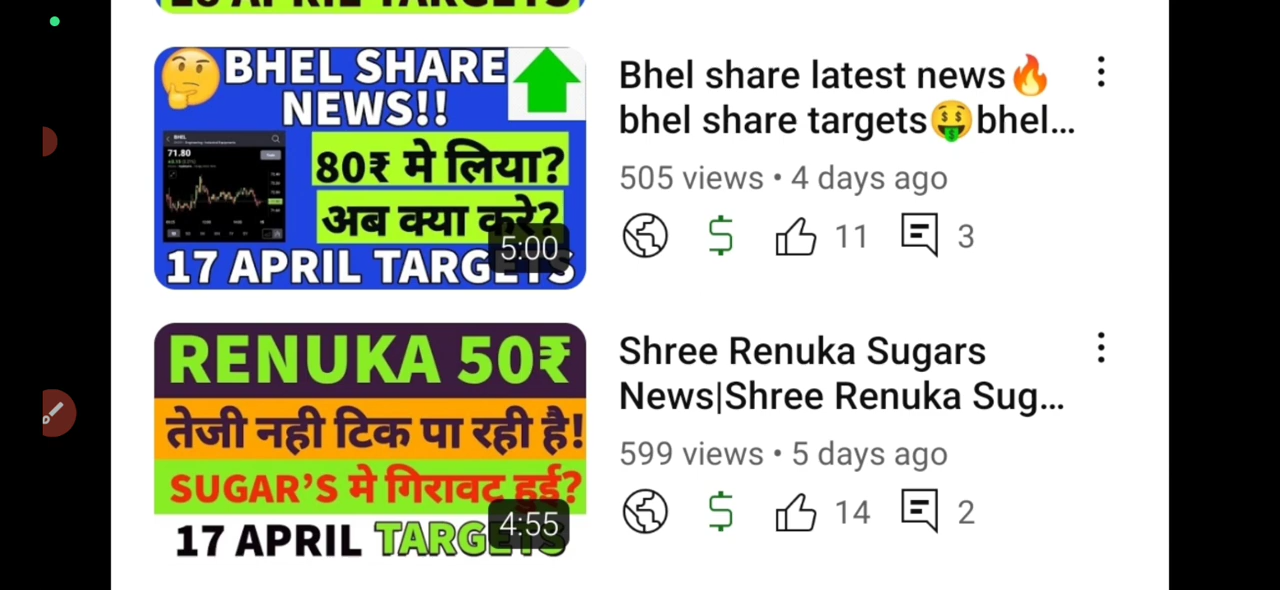 BHEL SHARE
NEWS!!
BHEL
71.80
80₹ मे लिया?
अब क्या करे?
5:00
17 APRIL TARGETS
Bhel share latest news🔥
bhel share targets🤑bhel...
505 views • 4 days ago
11
3
RENUKA 50₹
तेजी नही टिक पा रही है!
SUGAR'S मे गिरावट हुई?
4:55
17 APRIL TARGETS
Shree Renuka Sugars
News|Shree Renuka Sug...
599 views • 5 days ago
14
2